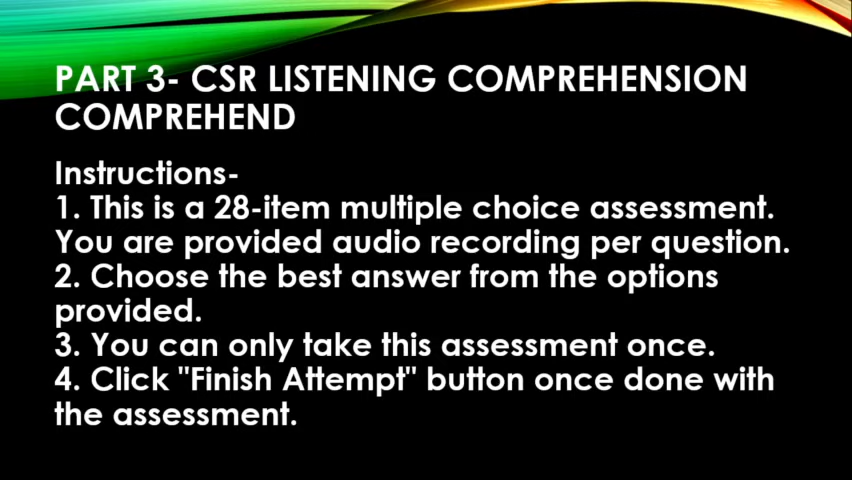 PART 3- CSR LISTENING COMPREHENSION
COMPREHEND
Instructions-
1. This is a 28-item multiple choice assessment.
You are provided audio recording per question.
2. Choose the best answer from the options
provided.
3. You can only take this assessment once.
4. Click "Finish Attempt" button once done with
the assessment.